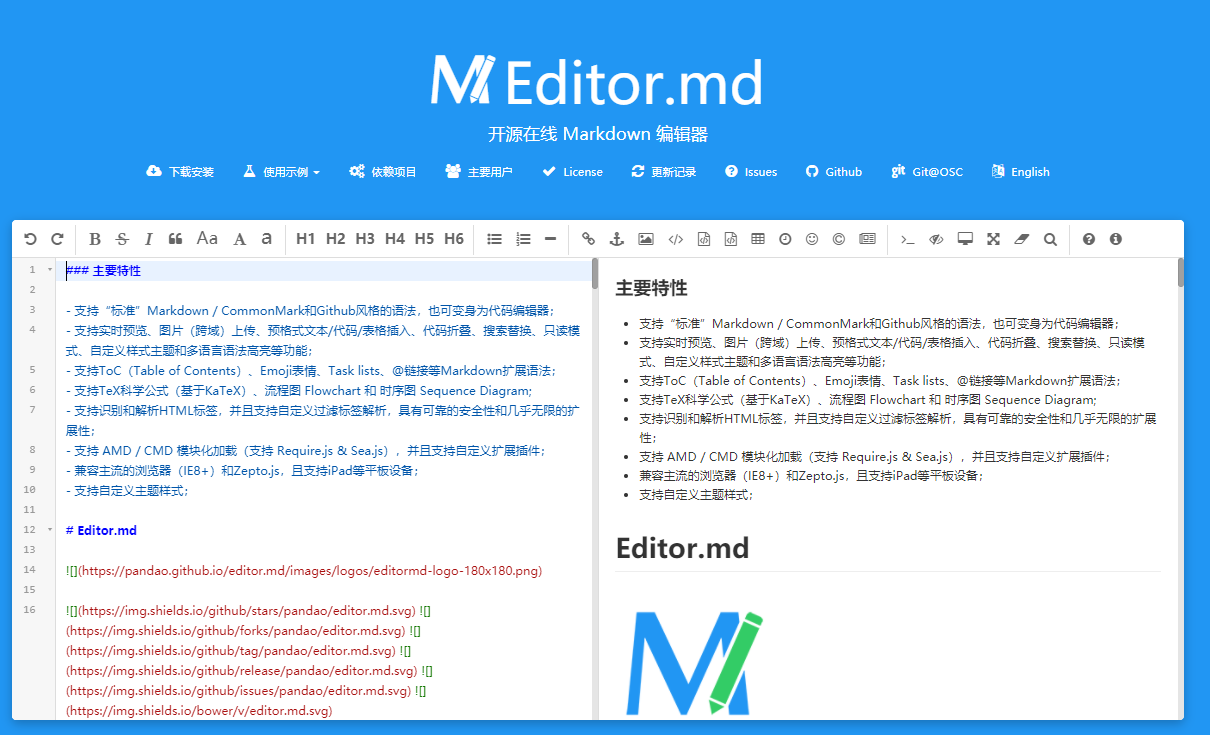 Editor.md
开源在线 Markdown 编辑器
下载安装 使用示例 依赖项目 主要用户 License 更新记录 Issues Github Git@OSC English
B S I Aa A a H1 H2 H3 H4 H5 H6
1 ### 主要特性
2
3 - 支持“标准”Markdown / CommonMark和Github风格的语法，也可变身为代码编辑器；
4 - 支持实时预览、图片（跨域）上传、预格式文本/代码/表格插入、代码折叠、搜索替换、只读模
式、自定义样式主题和多语言语法高亮等功能；
5 - 支持ToC（Table of Contents）、Emoji表情、Task lists、@链接等Markdown扩展语法；
6 - 支持TeX科学公式（基于KaTeX）、流程图 Flowchart 和 时序图 Sequence Diagram;
7 - 支持识别和解析HTML标签，并且支持自定义过滤标签解析，具有可靠的安全性和几乎无限的扩
展性；
8 - 支持 AMD / CMD 模块化加载（支持 Require.js & Sea.js），并且支持自定义扩展插件；
9 - 兼容主流的浏览器（IE8+）和Zepto.js，且支持iPad等平板设备；
10 - 支持自定义主题样式；
11
12 # Editor.md
13
14 ![](https://pandao.github.io/editor.md/images/logos/editormd-logo-180x180.png)
15
16 ![](https://img.shields.io/github/stars/pandao/editor.md.svg) ![]
(https://img.shields.io/github/forks/pandao/editor.md.svg) ![]
(https://img.shields.io/github/tag/pandao/editor.md.svg) ![]
(https://img.shields.io/github/release/pandao/editor.md.svg) ![]
(https://img.shields.io/github/issues/pandao/editor.md.svg) ![]
(https://img.shields.io/bower/v/editor.md.svg)
主要特性
• 支持“标准”Markdown / CommonMark和Github风格的语法，也可变身为代码编辑器；
• 支持实时预览、图片（跨域）上传、预格式文本/代码/表格插入、代码折叠、搜索替换、只读模
式、自定义样式主题和多语言语法高亮等功能；
• 支持ToC（Table of Contents）、Emoji表情、Task lists、@链接等Markdown扩展语法；
• 支持TeX科学公式（基于KaTeX）、流程图 Flowchart 和 时序图 Sequence Diagram;
• 支持识别和解析HTML标签，并且支持自定义过滤标签解析，具有可靠的安全性和几乎无限的扩展
性；
• 支持 AMD / CMD 模块化加载（支持 Require.js & Sea.js），并且支持自定义扩展插件；
• 兼容主流的浏览器（IE8+）和Zepto.js，且支持iPad等平板设备；
• 支持自定义主题样式；
Editor.md